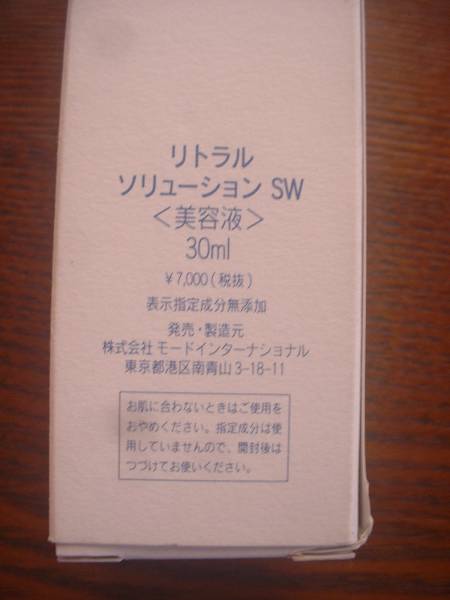 リトラル
ソリューション SW
＜美容液＞
30ml
￥7,000（税抜）
表示指定成分無添加
発売・製造元
株式会社 モードインターナショナル
東京都港区南青山3-18-11
お肌に合わないときはご使用を
おやめください。指定成分は使
用していませんので、開封後は
つづけてお使いください。